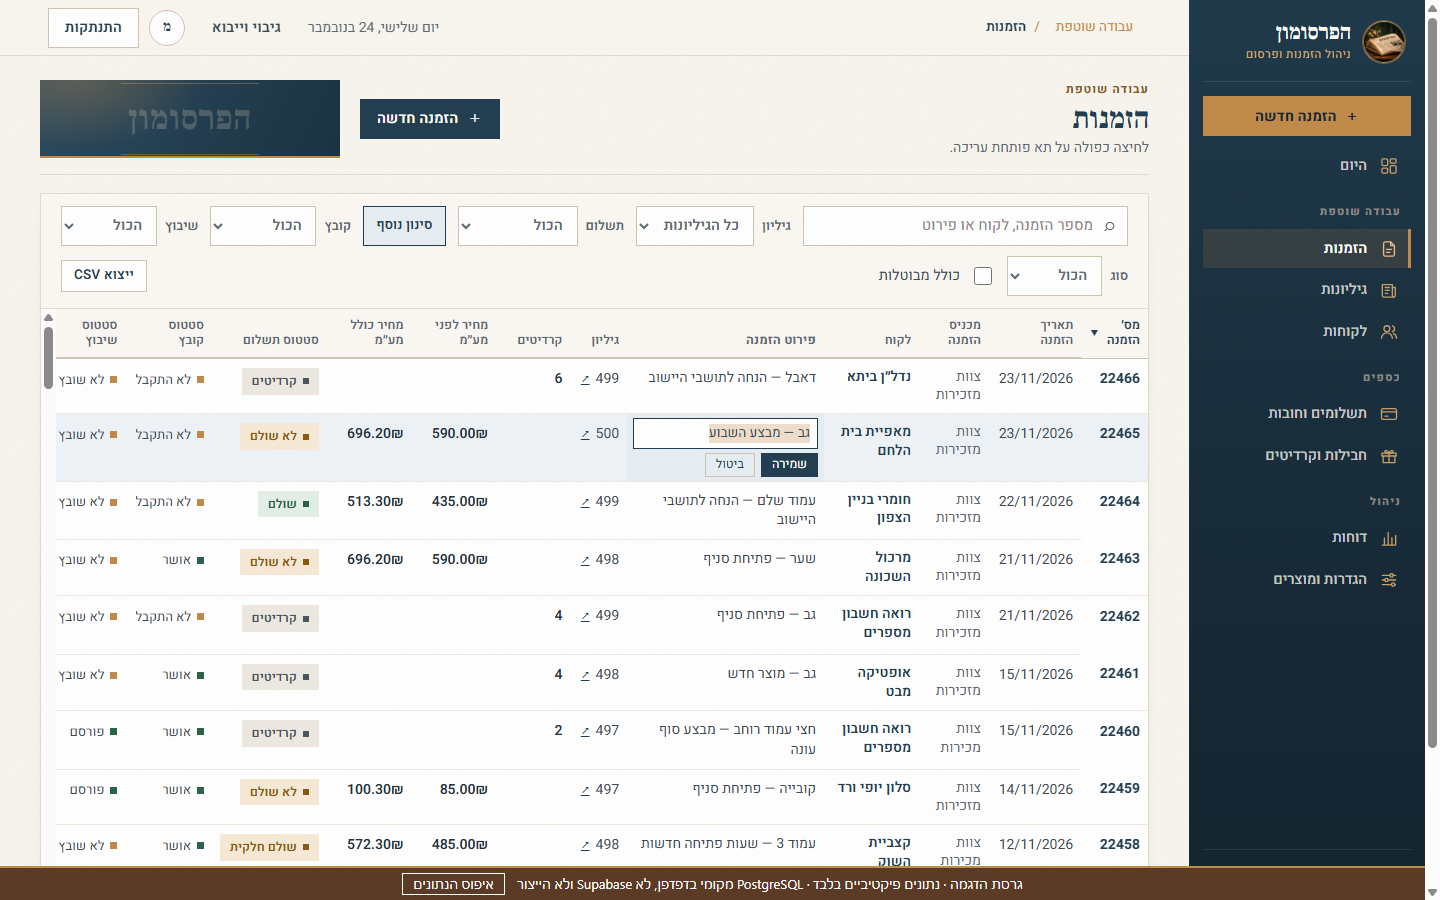 הפרסומון
ניהול הזמנות ופרסום
+ הזמנה חדשה
היום
עבודה שוטפת
הזמנות
גיליונות
לקוחות
כספים
תשלומים וחובות
חבילות וקרדיטים
ניהול
דוחות
הגדרות ומוצרים
עבודה שוטפת / הזמנות
יום שלישי, 24 בנובמבר
גיבוי וייבוא
מ
התנתקות
עבודה שוטפת
הזמנות
לחיצה כפולה על תא פותחת עריכה.
+ הזמנה חדשה
הפרסומון
מספר הזמנה, לקוח או פירוט
גיליון כל הגיליונות
תשלום הכול
סינון נוסף
קובץ הכול
שיבוץ הכול
סוג הכול
כולל מבוטלות
ייצוא CSV
מס' הזמנה ▼ תאריך הזמנה מכניס הזמנה לקוח פירוט הזמנה גיליון קרדיטים מחיר לפני מע"מ מחיר כולל מע"מ סטטוס תשלום סטטוס קובץ סטטוס שיבוץ
22466 23/11/2026 צוות מזכירות נדל"ן ביתא דאבל – הנחה לתושבי היישוב 499 ↗ 6 קרדיטים לא התקבל לא שובץ
22465 23/11/2026 צוות מזכירות מאפיית בית הלחם גב – מבצע השבוע 500 ↗ ₪590.00 ₪696.20 לא שולם לא התקבל לא שובץ
שמירה ביטול
22464 22/11/2026 צוות מזכירות חומרי בניין הצפון עמוד שלם – הנחה לתושבי היישוב 499 ↗ ₪435.00 ₪513.30 שולם לא התקבל לא שובץ
22463 21/11/2026 צוות מזכירות מרכול השכונה שער – פתיחת סניף 498 ↗ ₪590.00 ₪696.20 לא שולם אושר לא שובץ
22462 21/11/2026 צוות מזכירות רואה חשבון מספרים גב – פתיחת סניף 499 ↗ 4 קרדיטים לא התקבל לא שובץ
22461 15/11/2026 צוות מזכירות אופטיקה מבט גב – מוצר חדש 498 ↗ 4 קרדיטים אושר לא שובץ
22460 15/11/2026 צוות מכירות רואה חשבון מספרים חצי עמוד רוחב – מבצע סוף עונה 497 ↗ 2 קרדיטים אושר פורסם
22459 14/11/2026 צוות מזכירות סלון יופי ורד קובייה – פתיחת סניף 497 ↗ ₪85.00 ₪100.30 לא שולם אושר פורסם
22458 12/11/2026 צוות מכירות קצביית השוק עמוד 3 – שעות פתיחה חדשות 498 ↗ ₪485.00 ₪572.30 שולם חלקית אושר לא שובץ
גרסת הדגמה · נתונים פיקטיביים בלבד · PostgreSQL מקומי בדפדפן, לא Supabase ולא הייצור
איפוס הנתונים